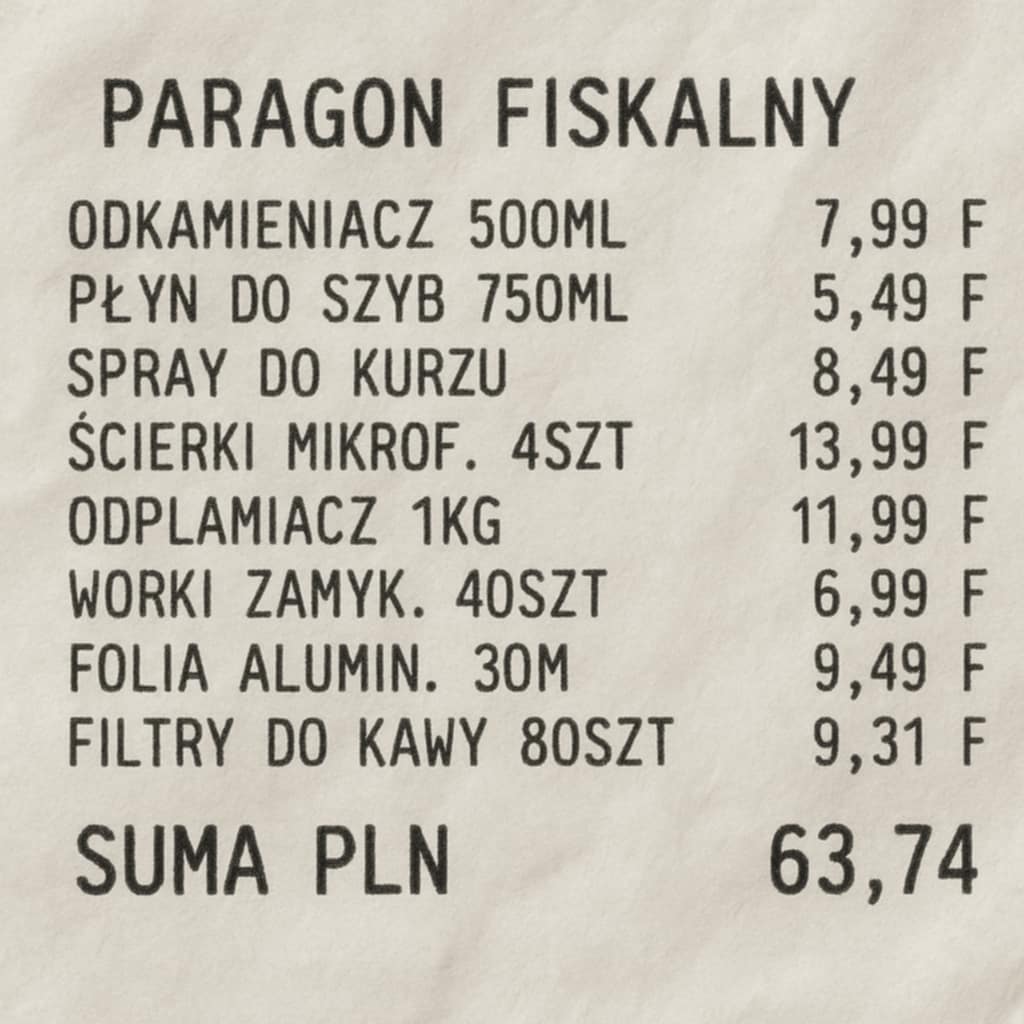 PARAGON FISKALNY
ODKAMIENIACZ 500ML 7,99 F
PŁYN DO SZYB 750ML 5,49 F
SPRAY DO KURZU 8,49 F
ŚCIERKI MIKROF. 4SZT 13,99 F
ODPLAMIACZ 1KG 11,99 F
WORKI ZAMYK. 40SZT 6,99 F
FOLIA ALUMIN. 30M 9,49 F
FILTRY DO KAWY 80SZT 9,31 F
SUMA PLN 63,74